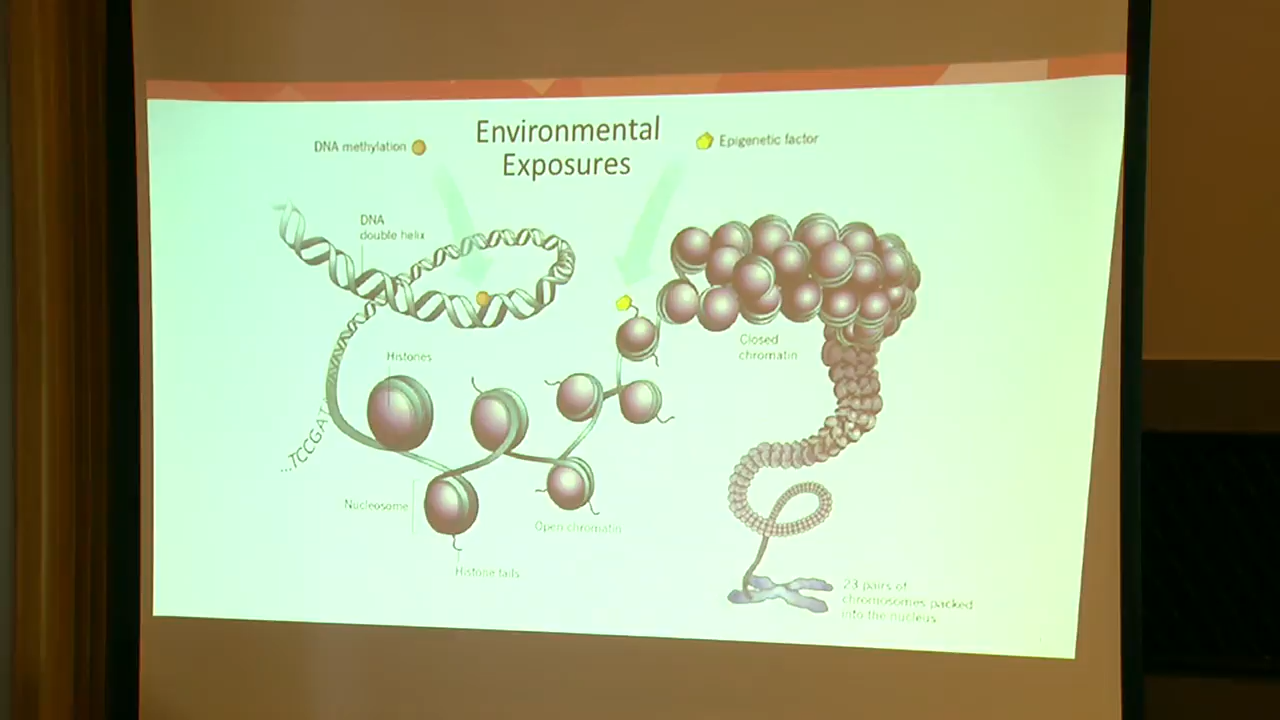 Environmental
Exposures
DNA methylation
Epigenetic factor
DNA
double helix
Histones
Closed
chromatin
...TCCGAT...
Nucleosome
Open chromatin
Histone tails
23 pairs of
chromosomes packed
into the nucleus